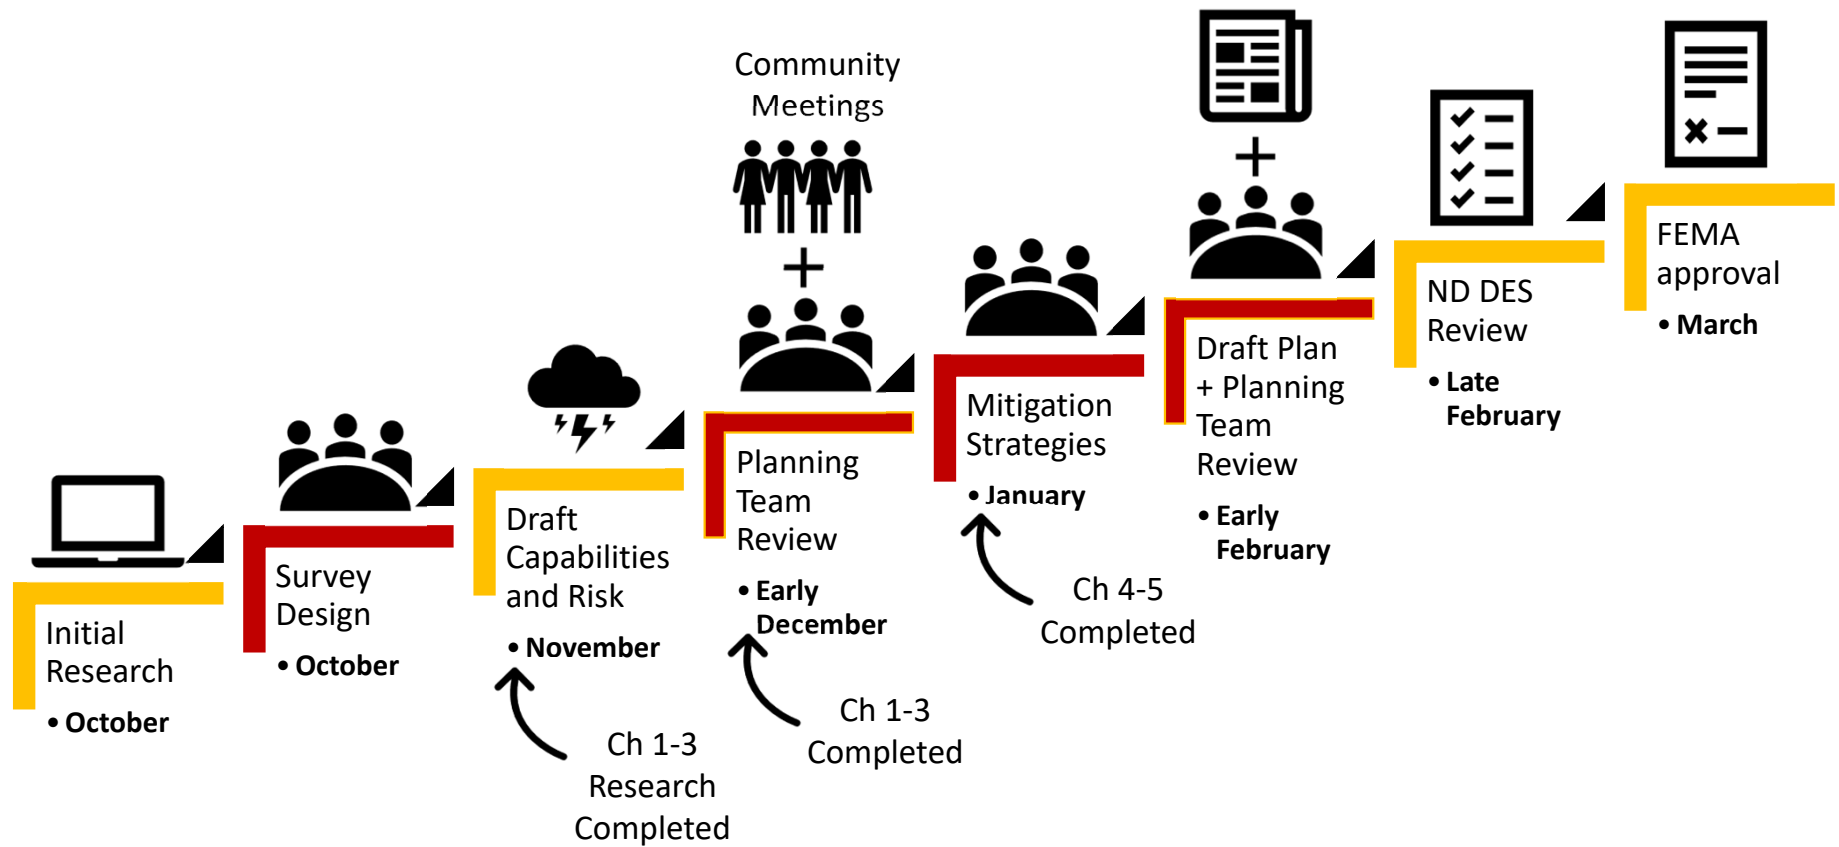 Initial
Research
• October
Survey
Design
• October
Draft
Capabilities
and Risk
• November
Ch 1-3
Research
Completed
Community
Meetings
+
Planning
Team
Review
• Early
December
Ch 1-3
Completed
Mitigation
Strategies
• January
Ch 4-5
Completed
+
Draft Plan
+ Planning
Team
Review
• Early
February
ND DES
Review
• Late
February
FEMA
approval
• March